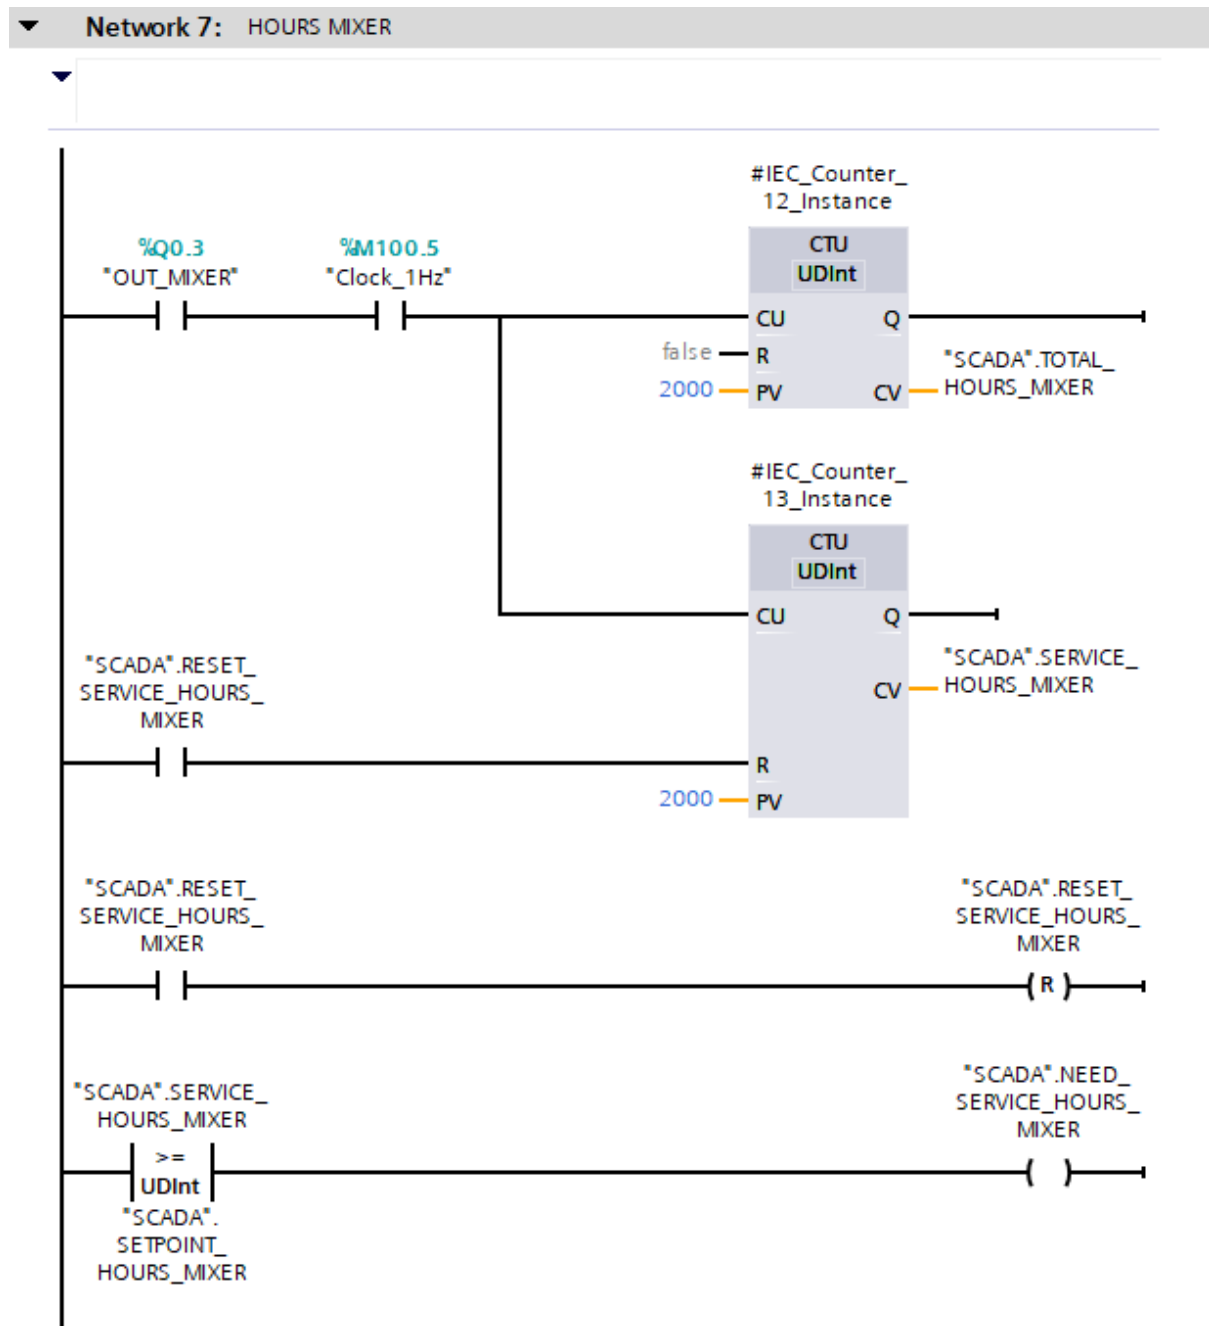 Network 7: HOURS MIXER
#IEC_Counter_
12_Instance
%Q0.3
"OUT_MIXER"
%M100.5
"Clock_1Hz"
CTU
UDInt
CU Q
false R
2000 PV
CV
"SCADA".TOTAL_
HOURS_MIXER
#IEC_Counter_
13_Instance
CTU
UDInt
CU Q
CV
"SCADA".SERVICE_
HOURS_MIXER
"SCADA".RESET_
SERVICE_HOURS_
MIXER
R
2000 PV
"SCADA".RESET_
SERVICE_HOURS_
MIXER
"SCADA".RESET_
SERVICE_HOURS_
MIXER
R
"SCADA".SERVICE_
HOURS_MIXER
>=
UDInt
"SCADA".
SETPOINT_
HOURS_MIXER
"SCADA".NEED_
SERVICE_HOURS_
MIXER